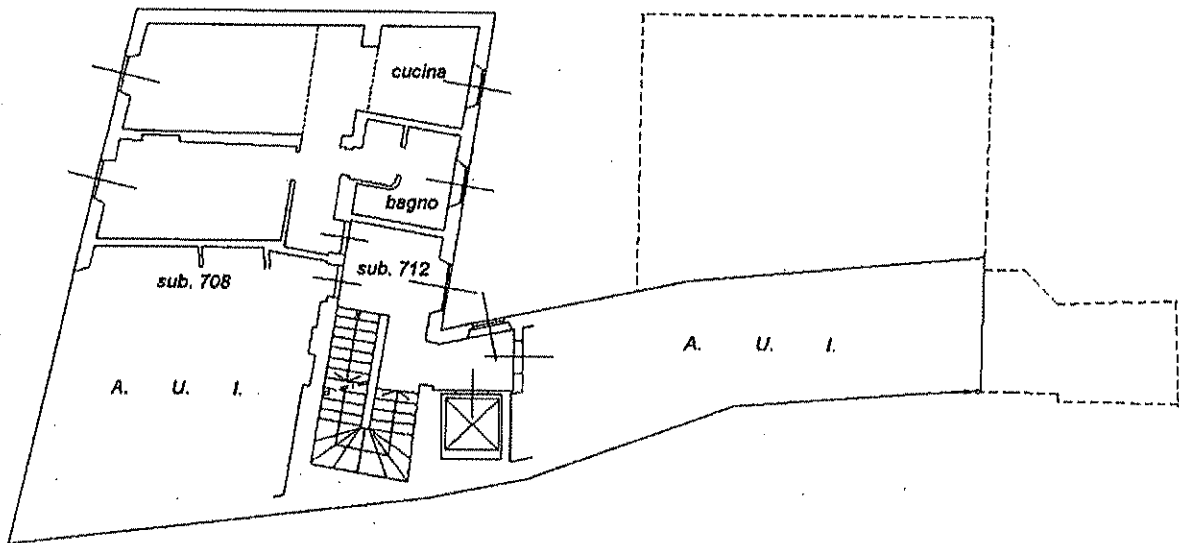 cucina
bagno
sub. 712
sub. 708
A. U. I.
A. U. I.